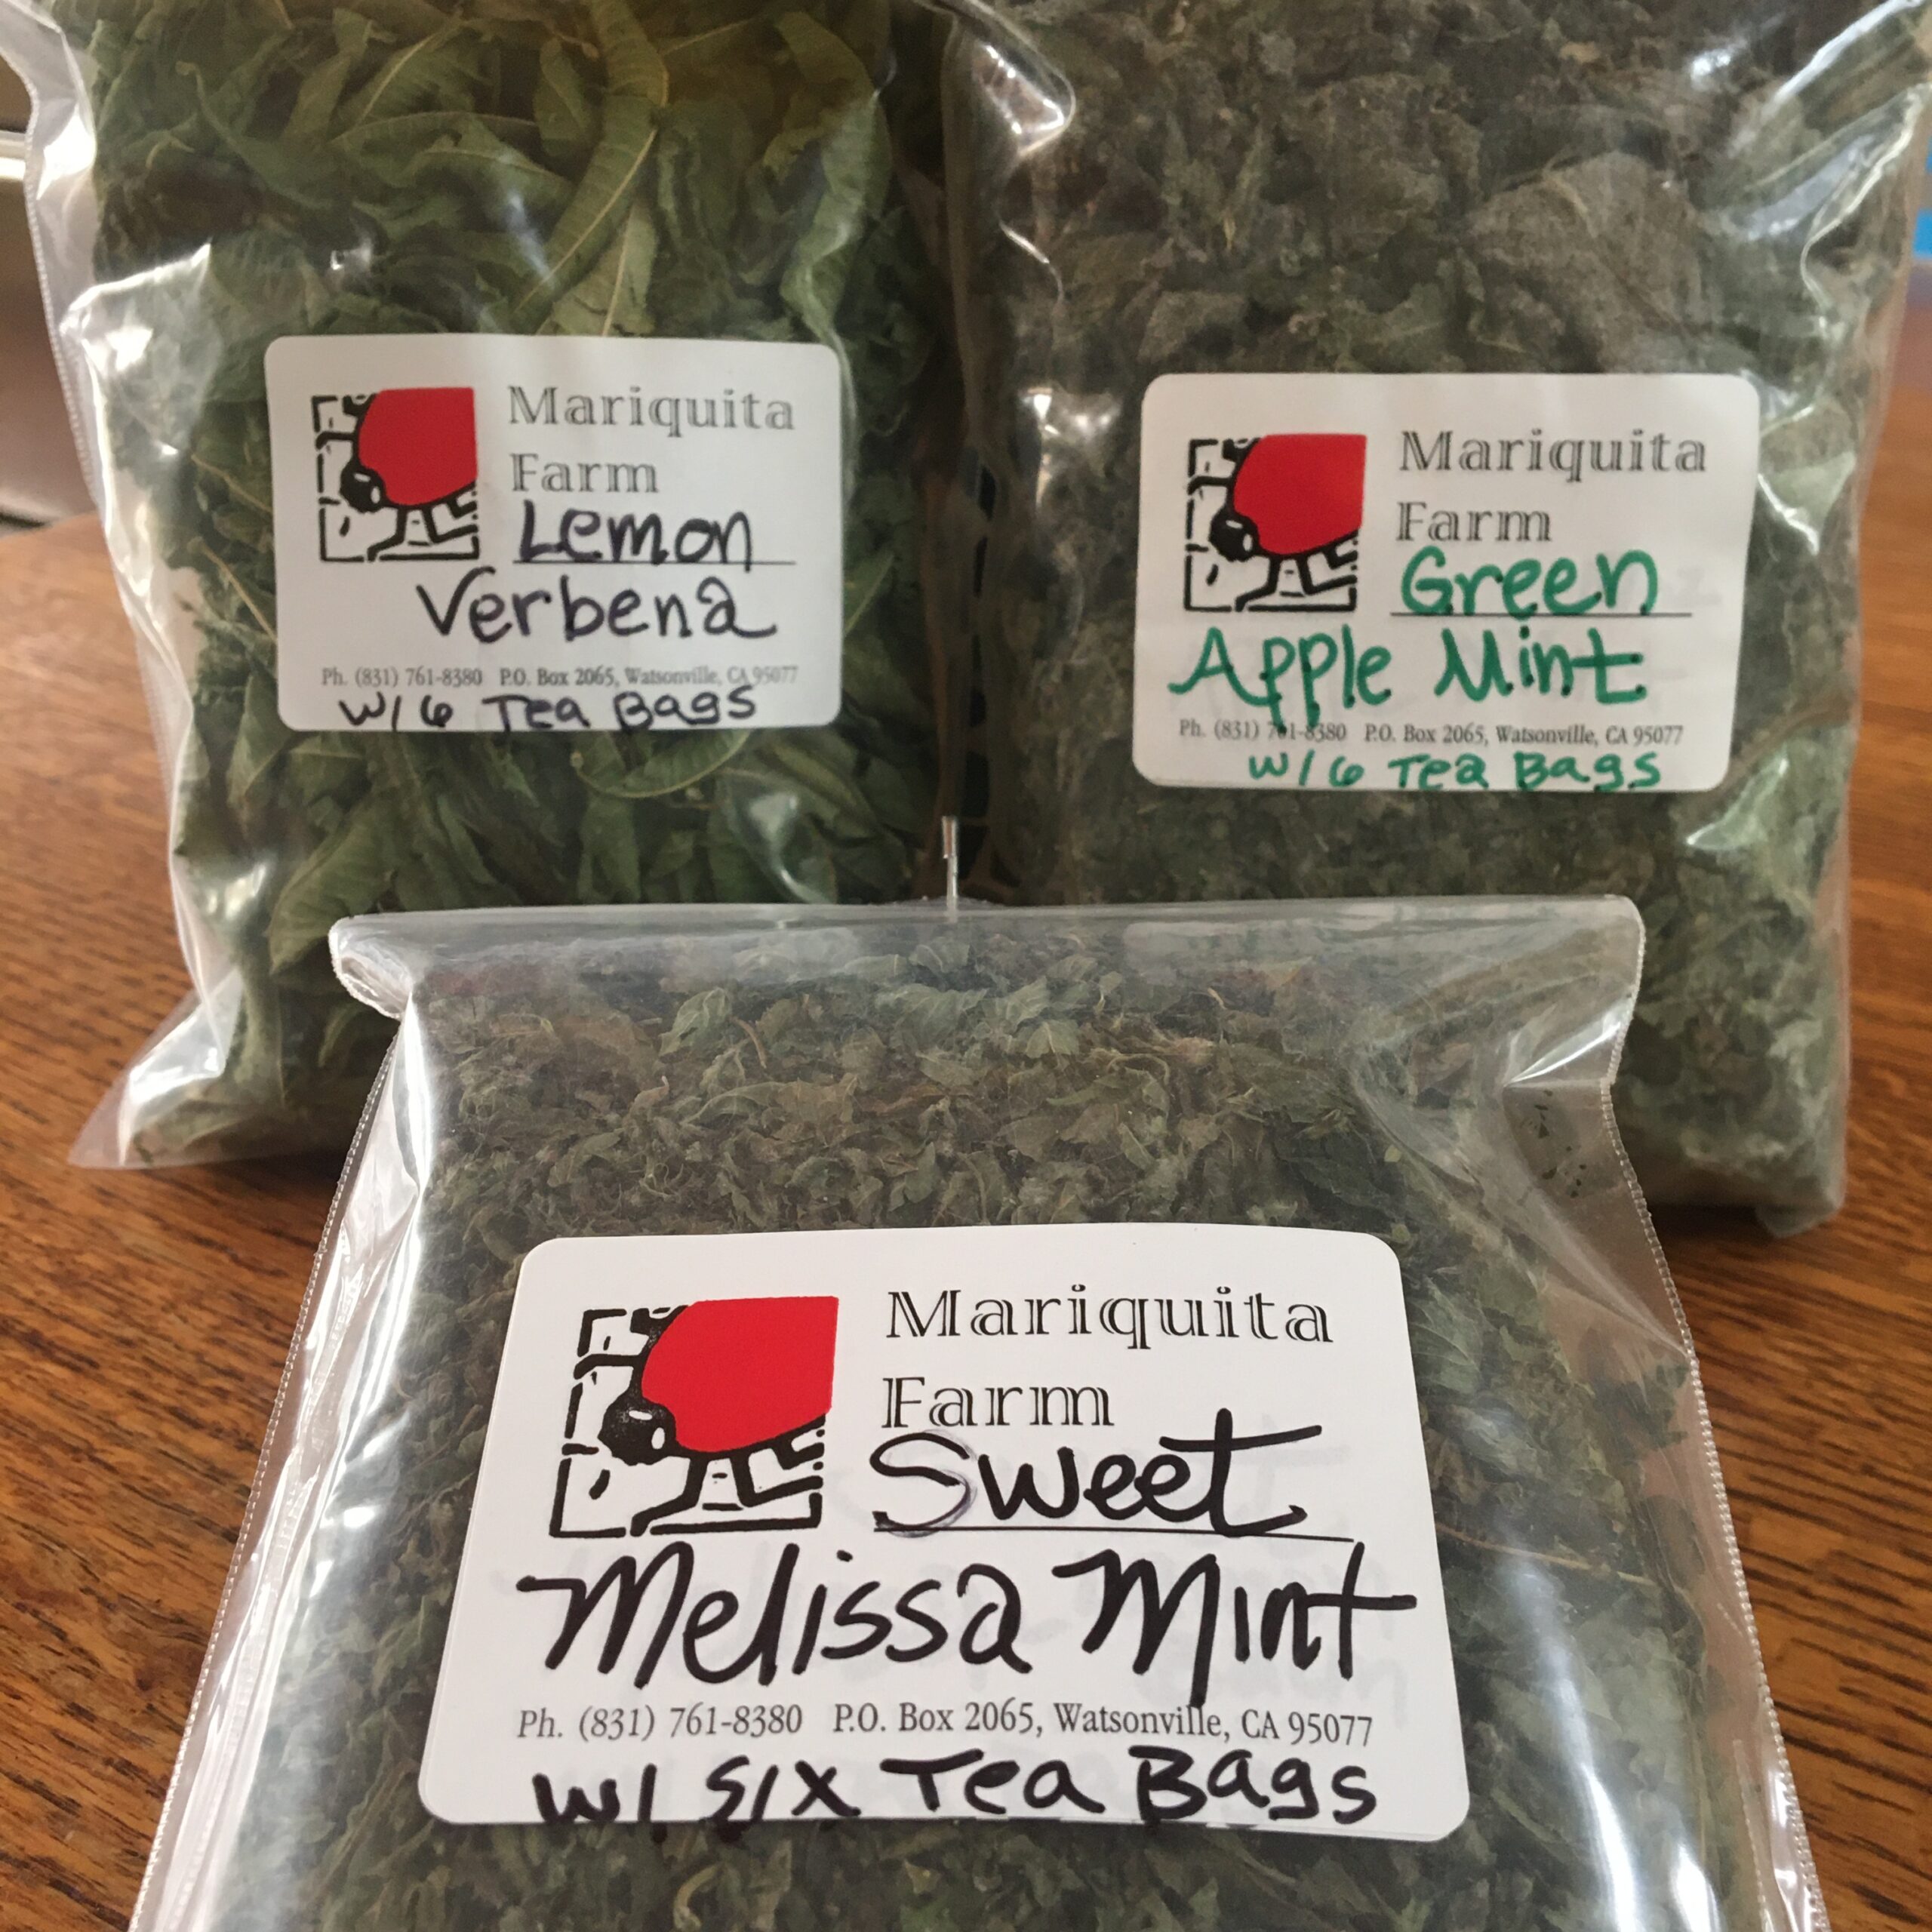 Mariquita
Farm
Lemon
Verbena
Ph. (831) 761-8380 P.O. Box 2065, Watsonville, CA 95077
W/6 Tea Bags
Mariquita
Farm
Green
Apple Mint
Ph. (831) 761-8380 P.O. Box 2065, Watsonville, CA 95077
W/6 Tea Bags
Mariquita
Farm
Sweet
Melissa Mint
Ph. (831) 761-8380 P.O. Box 2065, Watsonville, CA 95077
W/ Six Tea Bags